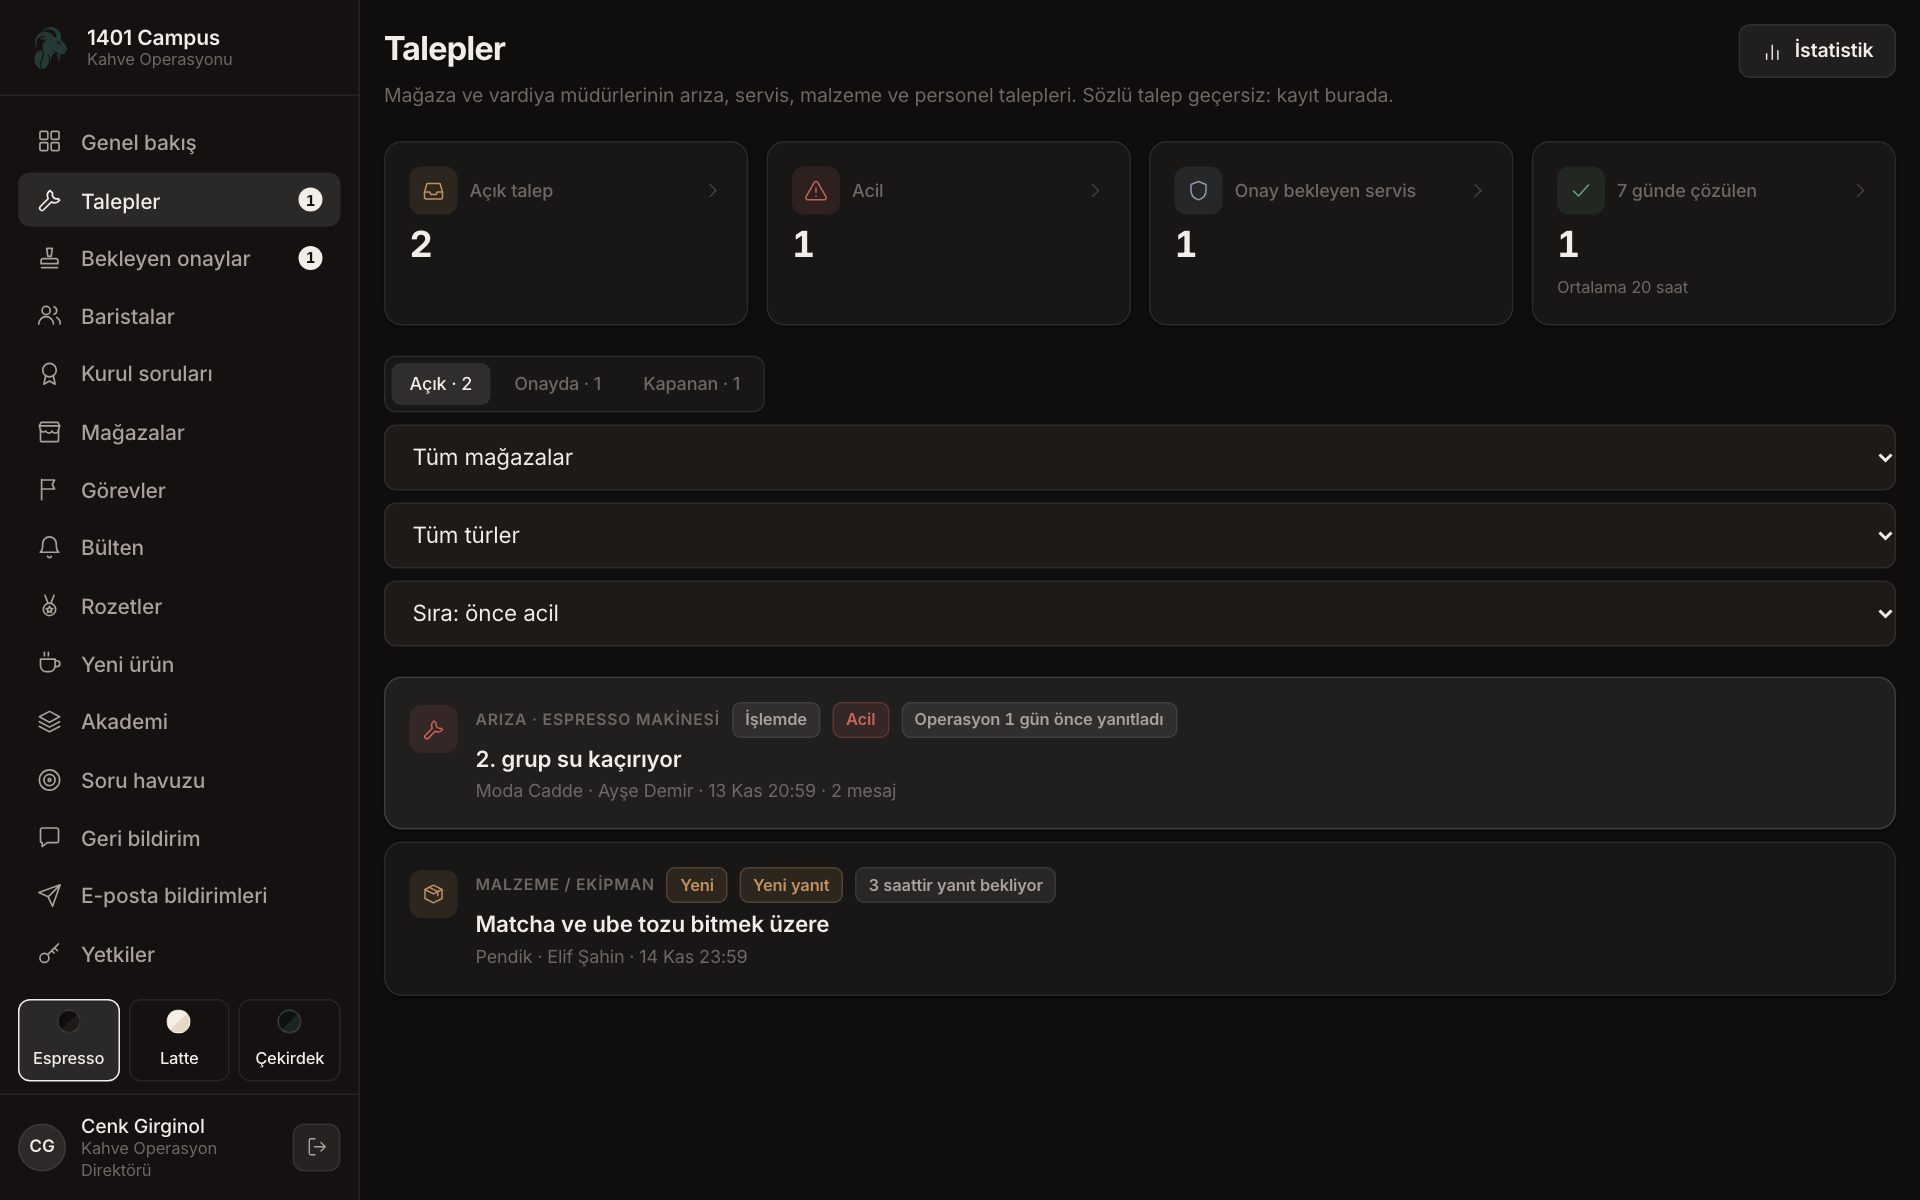 1401 Campus
Kahve Operasyonu
Genel bakış
Talepler 1
Bekleyen onaylar 1
Baristalar
Kurul soruları
Mağazalar
Görevler
Bülten
Rozetler
Yeni ürün
Akademi
Soru havuzu
Geri bildirim
E-posta bildirimleri
Yetkiler
Espresso Latte Çekirdek
CG
Cenk Girginol
Kahve Operasyon
Direktörü
Talepler
İstatistik
Mağaza ve vardiya müdürlerinin arıza, servis, malzeme ve personel talepleri. Sözlü talep geçersiz: kayıt burada.
Açık talep
2
Acil
1
Onay bekleyen servis
1
7 günde çözülen
1
Ortalama 20 saat
Açık · 2 Onayda · 1 Kapanan · 1
Tüm mağazalar
Tüm türler
Sıra: önce acil
ARIZA · ESPRESSO MAKİNESİ İşlemde Acil Operasyon 1 gün önce yanıtladı
2. grup su kaçırıyor
Moda Cadde · Ayşe Demir · 13 Kas 20:59 · 2 mesaj
MALZEME / EKİPMAN Yeni Yeni yanıt 3 saattir yanıt bekliyor
Matcha ve ube tozu bitmek üzere
Pendik · Elif Şahin · 14 Kas 23:59